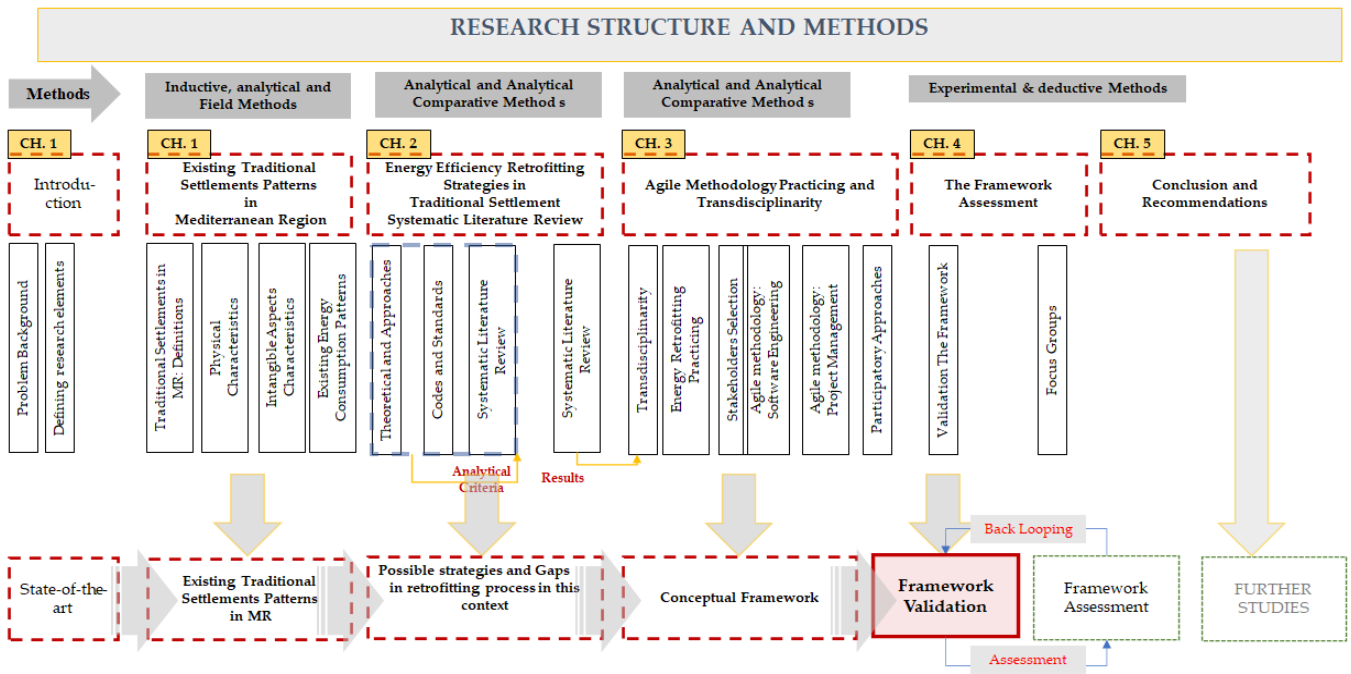 RESEARCH STRUCTURE AND METHODS
Methods
Inductive, analytical and
Field Methods
Analytical and Analytical
Comparative Method s
Analytical and Analytical
Comparative Method s
Experimental & deductive Methods
CH. 1
Introdu-
ction
CH. 1
Existing Traditional
Settlements Patterns
in
Mediterranean Region
CH. 2
Energy Efficiency Retrofitting
Strategies in
Traditional Settlement
Systematic Literature Review
CH. 3
Agile Methodology Practicing and
Transdisciplinarity
CH. 4
The Framework
Assessment
CH. 5
Conclusion and
Recommendations
Problem Background
Defining research elements
Traditional Settlements in
MR: Definitions
Physical
Characteristics
Intangible Aspects
Characteristics
Existing Energy
Consumption Patterns
Theoretical and Approaches
Codes and Standards
Systematic Literature
Review
Systematic Literature
Review
Transdisciplinarity
Energy Retrofitting
Practicing
Stakeholders Selection
Agile methodology:
Software Engineering
Agile methodology:
Project Management
Participatory Approaches
Validation The Framework
Focus Groups
Analytical
Criteria
Results
Back Looping
State-of-the-
art
Existing Traditional
Settlements Patterns
in MR
Possible strategies and Gaps
in retrofitting process in this
context
Conceptual Framework
Framework
Validation
Framework
Assessment
FURTHER
STUDIES
Assessment